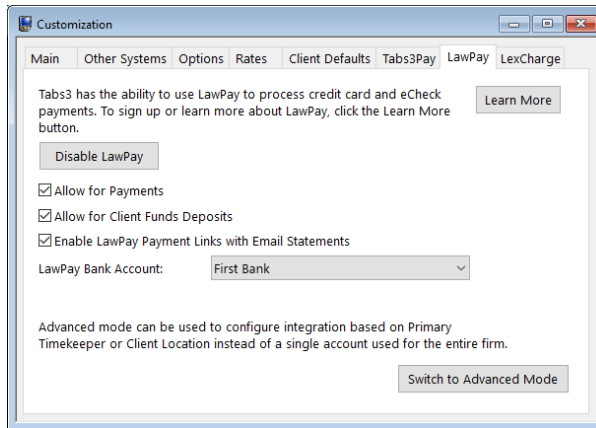 Customization
Main Other Systems Options Rates Client Defaults Tabs3Pay LawPay LexCharge
Tabs3 has the ability to use LawPay to process credit card and eCheck
payments. To sign up or learn more about LawPay, click the Learn More
button.
Learn More
Disable LawPay
Allow for Payments
Allow for Client Funds Deposits
Enable LawPay Payment Links with Email Statements
LawPay Bank Account: First Bank
Advanced mode can be used to configure integration based on Primary
Timekeeper or Client Location instead of a single account used for the entire firm.
Switch to Advanced Mode